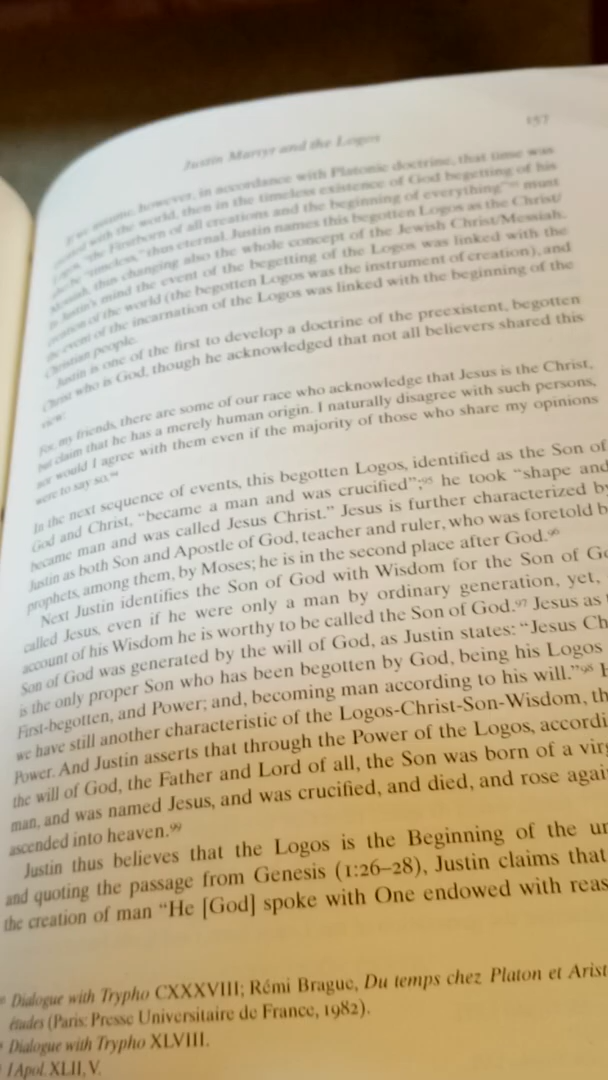 157
Justin Martyr and the Logos
If we assume, however, in accordance with Platonic doctrine, that time was
created with the world, then in the timeless existence of God begetting of his
Logos, "the Firstborn of all creations and the beginning of everything" must
also be "timeless," thus eternal. Justin names this begotten Logos as the Christ/
Messiah, thus changing also the whole concept of the Jewish Christ/Messiah.
In Justin's mind the event of the begetting of the Logos was linked with the
creation of the world (the begotten Logos was the instrument of creation), and
the event of the incarnation of the Logos was linked with the beginning of the
Christian people.
Justin is one of the first to develop a doctrine of the preexistent, begotten
Christ who is God, though he acknowledged that not all believers shared this
view:
For, my friends, there are some of our race who acknowledge that Jesus is the Christ,
but claim that he has a merely human origin. I naturally disagree with such persons,
nor would I agree with them even if the majority of those who share my opinions
were to say so.
In the next sequence of events, this begotten Logos, identified as the Son of
God and Christ, "became a man and was crucified";95 he took "shape and
became man and was called Jesus Christ." Jesus is further characterized by
Justin as both Son and Apostle of God, teacher and ruler, who was foretold b
prophets, among them, by Moses; he is in the second place after God.96
Next Justin identifies the Son of God with Wisdom for the Son of Go
called Jesus, even if he were only a man by ordinary generation, yet,
account of his Wisdom he is worthy to be called the Son of God.97 Jesus as
Son of God was generated by the will of God, as Justin states: "Jesus Ch
is the only proper Son who has been begotten by God, being his Logos
First-begotten, and Power; and, becoming man according to his will."98 H
we have still another characteristic of the Logos-Christ-Son-Wisdom, th
Power. And Justin asserts that through the Power of the Logos, accordi
the will of God, the Father and Lord of all, the Son was born of a virg
man, and was named Jesus, and was crucified, and died, and rose agai
ascended into heaven.99
Justin thus believes that the Logos is the Beginning of the un
and quoting the passage from Genesis (1:26–28), Justin claims that
the creation of man "He [God] spoke with One endowed with reas
Dialogue with Trypho CXXXVIII; Rémi Brague, Du temps chez Platon et Arist
études (Paris: Presse Universitaire de France, 1982).
Dialogue with Trypho XLVIII.
I Apol. XLII, V.